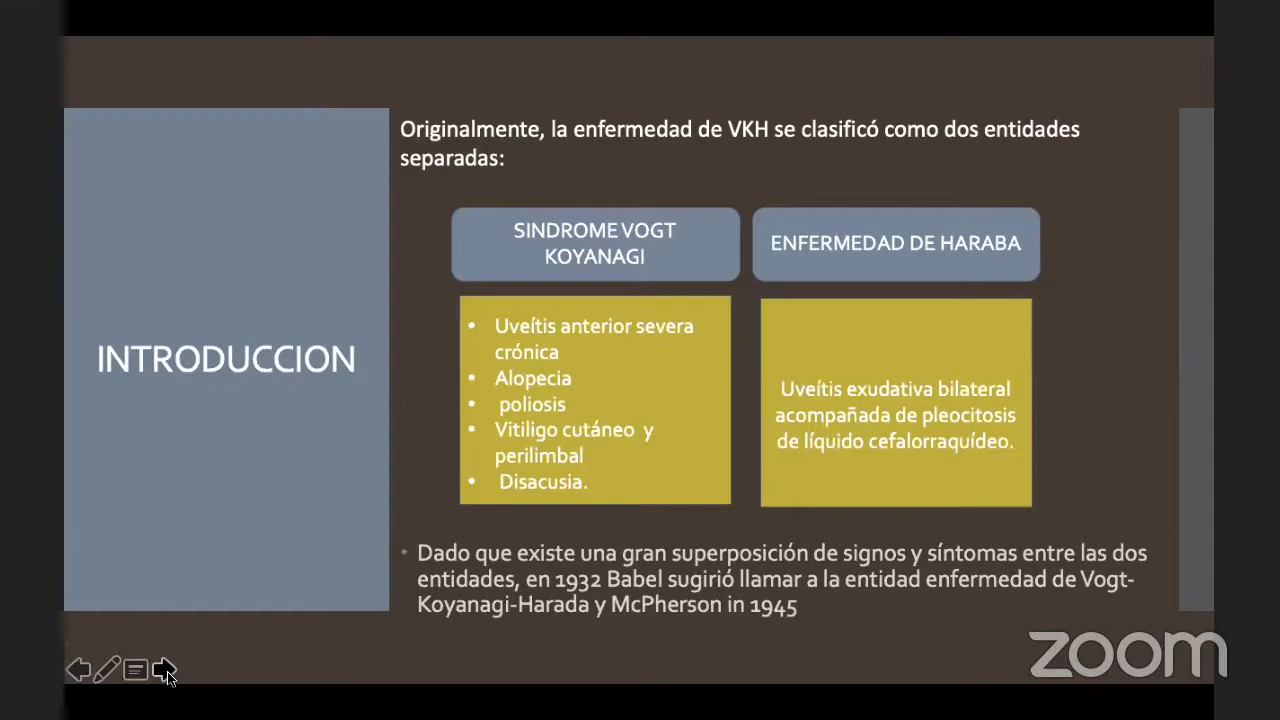 Originalmente, la enfermedad de VKH se clasificó como dos entidades
separadas:
SINDROME VOGT
KOYANAGI
ENFERMEDAD DE HARABA
• Uveítis anterior severa
crónica
• Alopecia
• poliosis
• Vitiligo cutáneo y
perilimbal
• Disacusia.
Uveítis exudativa bilateral
acompañada de pleocitosis
de líquido cefalorraquídeo.
INTRODUCCION
• Dado que existe una gran superposición de signos y síntomas entre las dos
entidades, en 1932 Babel sugirió llamar a la entidad enfermedad de Vogt-
Koyanagi-Harada y McPherson in 1945
zoom